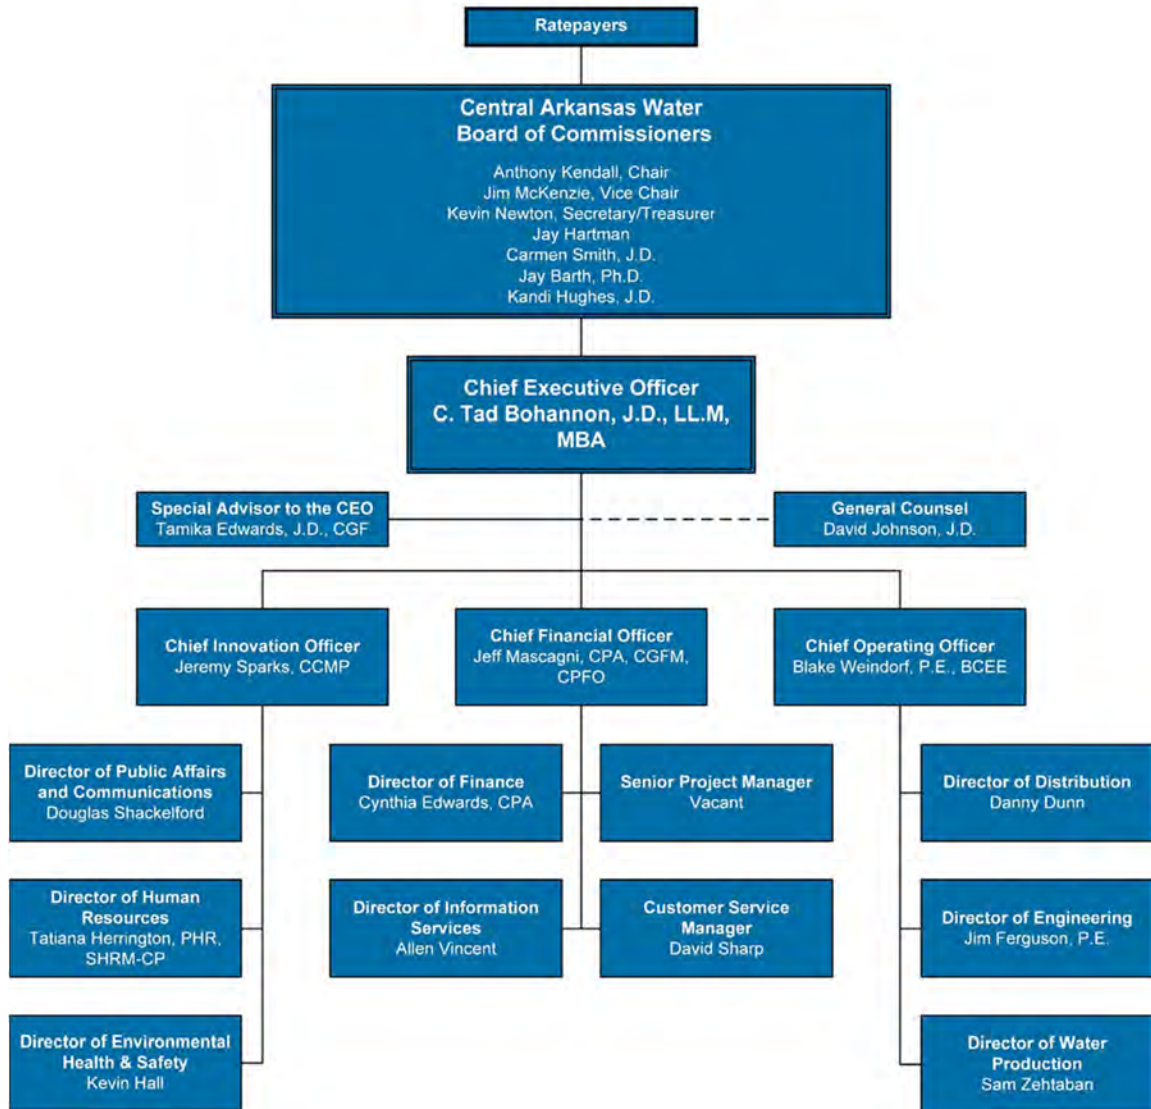 Ratepayers
Central Arkansas Water
Board of Commissioners
Anthony Kendall, Chair
Jim McKenzie, Vice Chair
Kevin Newton, Secretary/Treasurer
Jay Hartman
Carmen Smith, J.D.
Jay Barth, Ph.D.
Kandi Hughes, J.D.
Chief Executive Officer
C. Tad Bohannon, J.D., LL.M,
MBA
Special Advisor to the CEO
Tamika Edwards, J.D., CGF
General Counsel
David Johnson, J.D.
Chief Innovation Officer
Jeremy Sparks, CCMP
Chief Financial Officer
Jeff Mascagni, CPA, CGFM,
CPFO
Chief Operating Officer
Blake Weindorf, P.E., BCEE
Director of Public Affairs
and Communications
Douglas Shackelford
Director of Finance
Cynthia Edwards, CPA
Senior Project Manager
Vacant
Director of Distribution
Danny Dunn
Director of Human
Resources
Tatiana Herrington, PHR,
SHRM-CP
Director of Information
Services
Allen Vincent
Customer Service
Manager
David Sharp
Director of Engineering
Jim Ferguson, P.E.
Director of Environmental
Health & Safety
Kevin Hall
Director of Water
Production
Sam Zehtaban